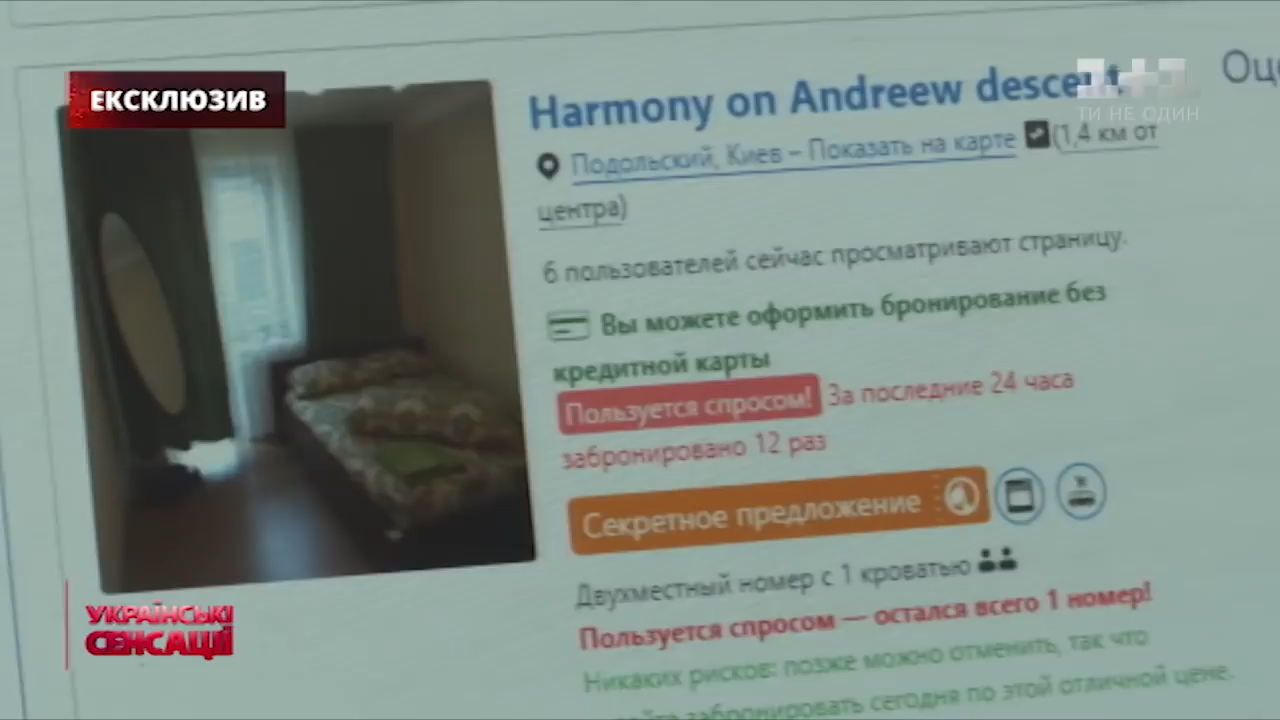 ЕКСКЛЮЗИВ
1+1
ТИ НЕ ОДИН
Harmony on Andreew descent
Подольский, Киев – Показать на карте (1,4 км от
центра)
6 пользователей сейчас просматривают страницу.
Вы можете оформить бронирование без
кредитной карты
Пользуется спросом! За последние 24 часа
забронировано 12 раз
Секретное предложение
Двухместный номер с 1 кроватью
Пользуется спросом — остался всего 1 номер!
Никаких рисков: позже можно отменить, так что
забронировать сегодня по этой отличной цене.
УКРАЇНСЬКІ
СЕНСАЦІЇ